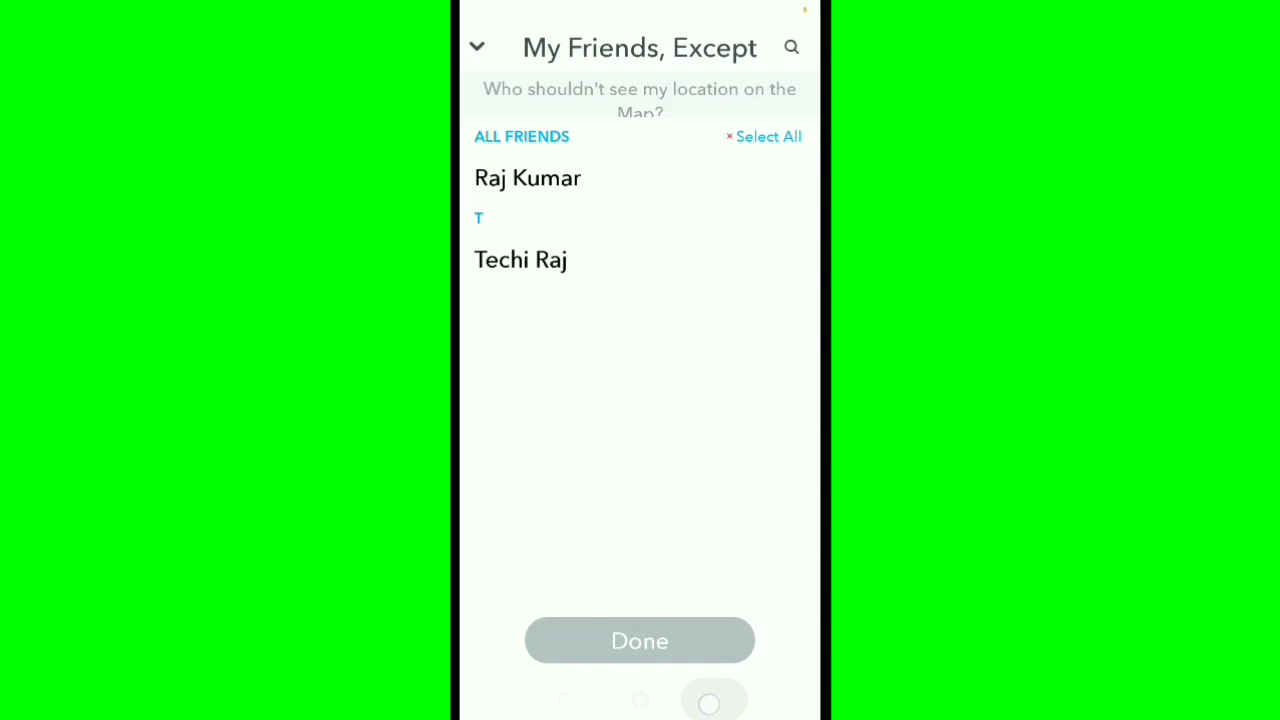 My Friends, Except
Who shouldn't see my location on the
Map?
ALL FRIENDS
× Select All
Raj Kumar
T
Techi Raj
Done